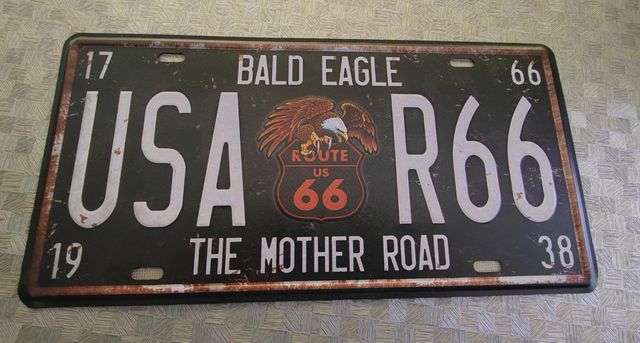 17 BALD EAGLE 66
USA R66
ROUTE
US
66
19 THE MOTHER ROAD 38